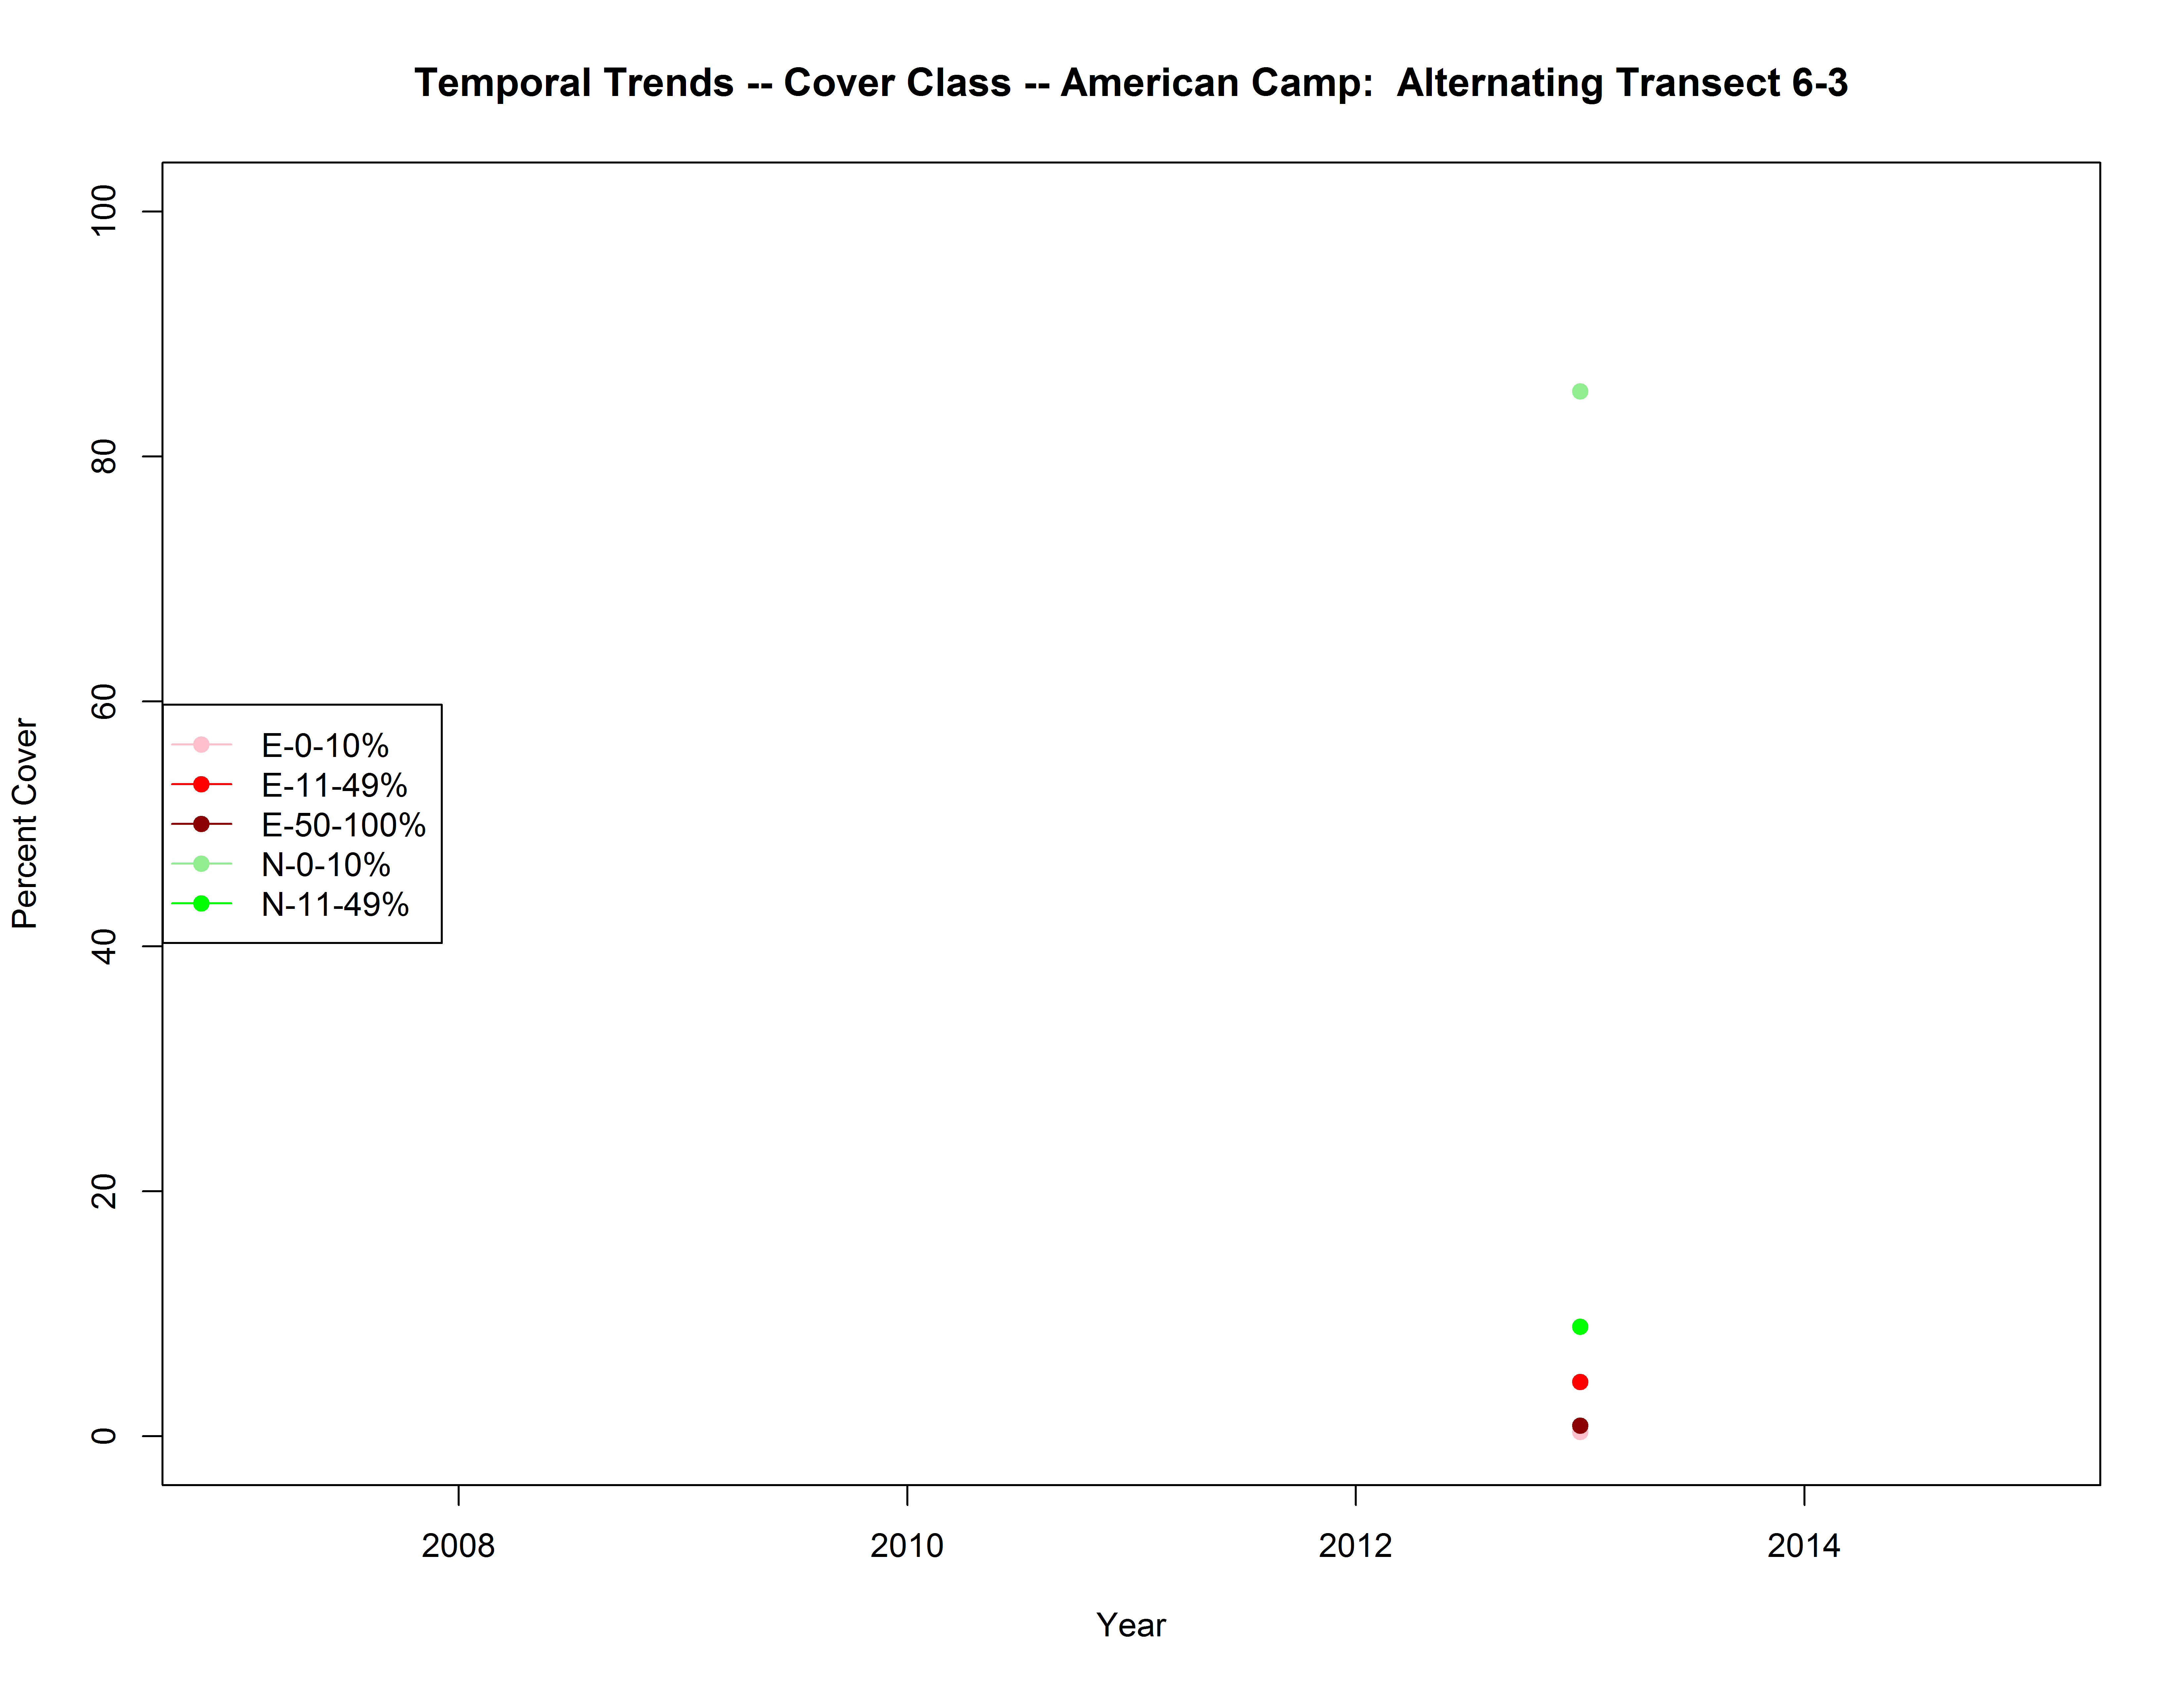 Temporal Trends -- Cover Class -- American Camp:  Alternating Transect 6-3
Percent Cover
100
80
60
40
20
0
E-0-10%
E-11-49%
E-50-100%
N-0-10%
N-11-49%
2008
2010
2012
2014
Year